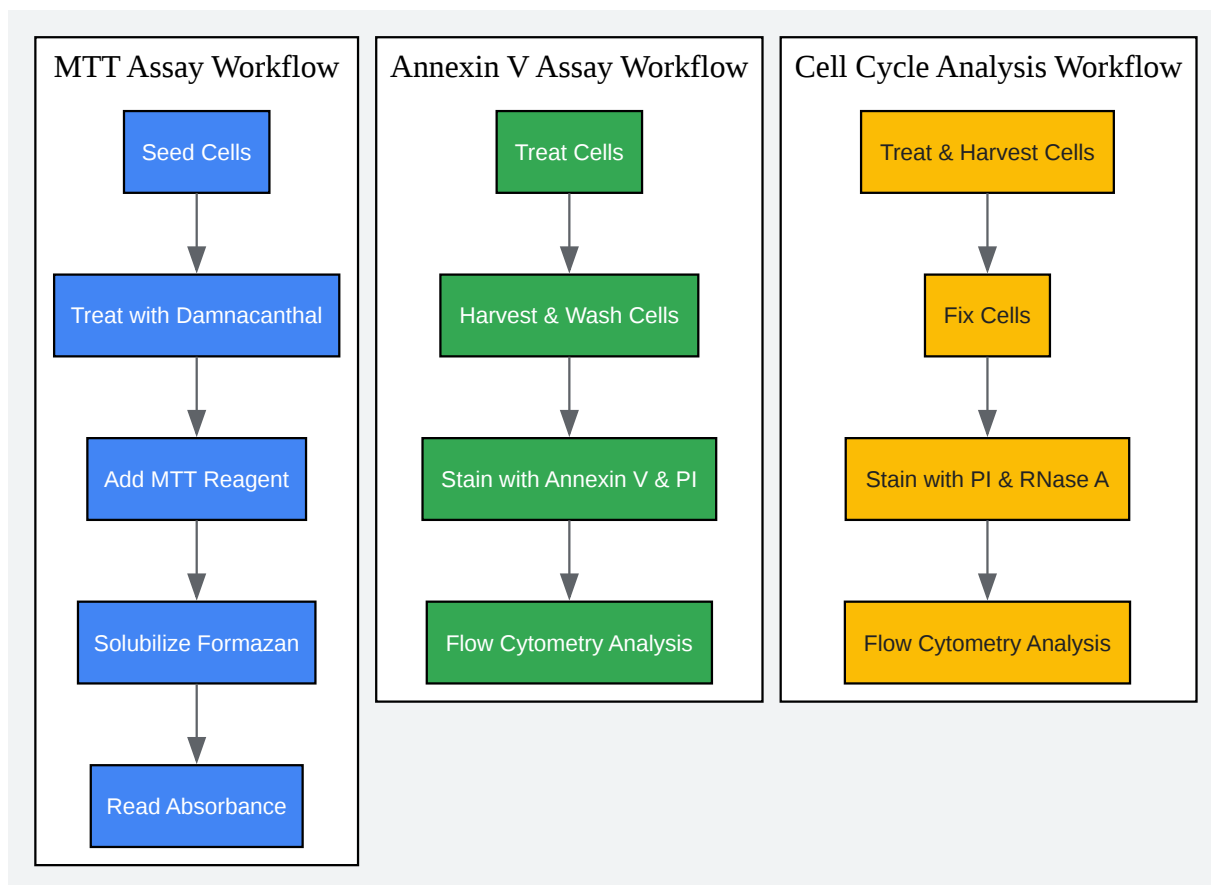 MTT Assay Workflow
Seed Cells
Treat with Damnacanthal
Add MTT Reagent
Solubilize Formazan
Read Absorbance
Annexin V Assay Workflow
Treat Cells
Harvest & Wash Cells
Stain with Annexin V & PI
Flow Cytometry Analysis
Cell Cycle Analysis Workflow
Treat & Harvest Cells
Fix Cells
Stain with PI & RNase A
Flow Cytometry Analysis